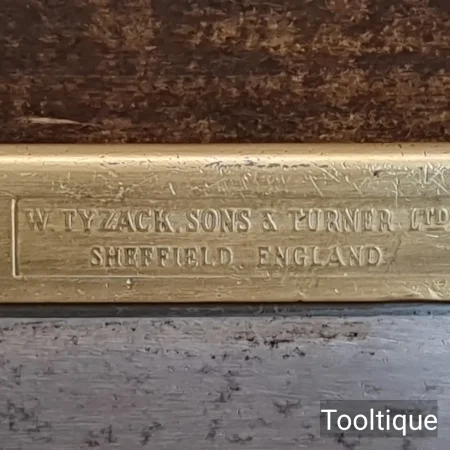 W. TYZACK. SONS & TURNER LTD
SHEFFIELD. ENGLAND
Tooltique